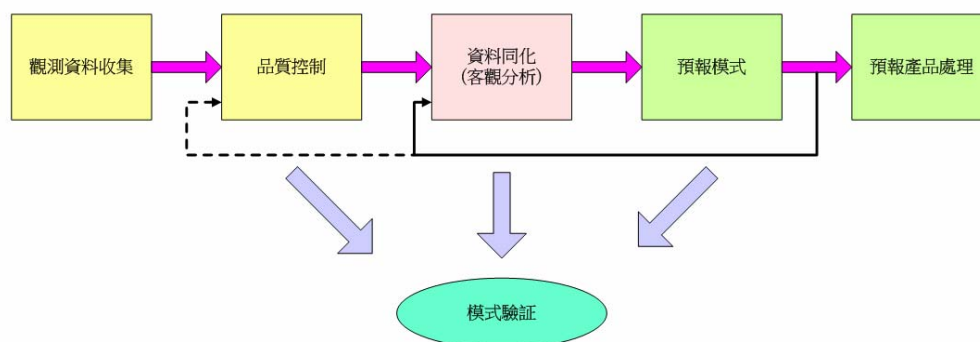 觀測資料收集
品質控制
資料同化
(客觀分析)
預報模式
預報產品處理
模式驗証